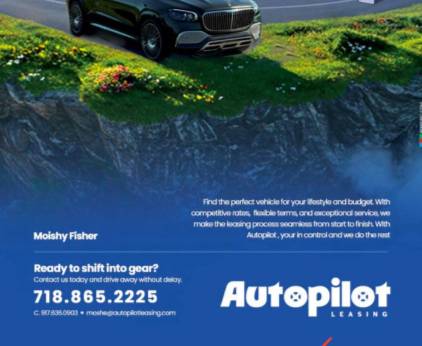 Find the perfect vehicle for your lifestyle and budget. With
competitive rates, flexible terms, and exceptional service, we
make the leasing process seamless from start to finish. With
Autopilot, your in control and we do the rest
Moishy Fisher
Ready to shift into gear?
Contact us today and drive away without delay.
718.865.2225
C. 917.636.0903 • moshe@autopilotleasing.com
Autopilot
LEASING